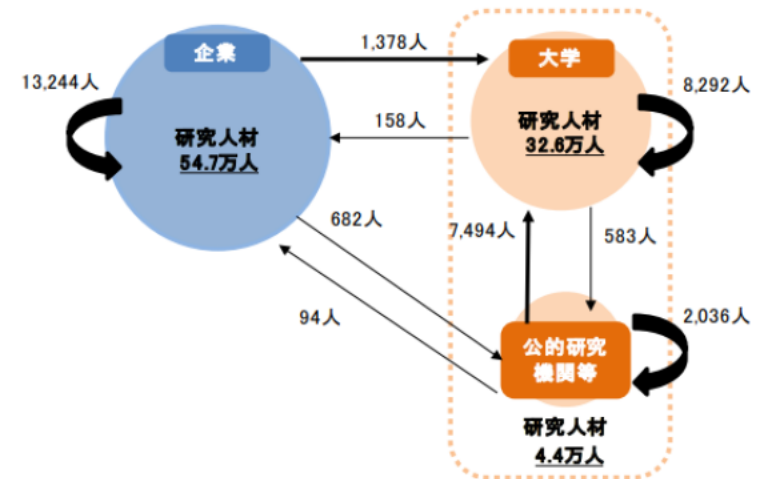 企業
1,378人
大学
13,244人
8,292人
研究人材
54.7万人
158人
研究人材
32.6万人
682人
7,494人
583人
94人
2,036人
公的研究
機関等
研究人材
4.4万人